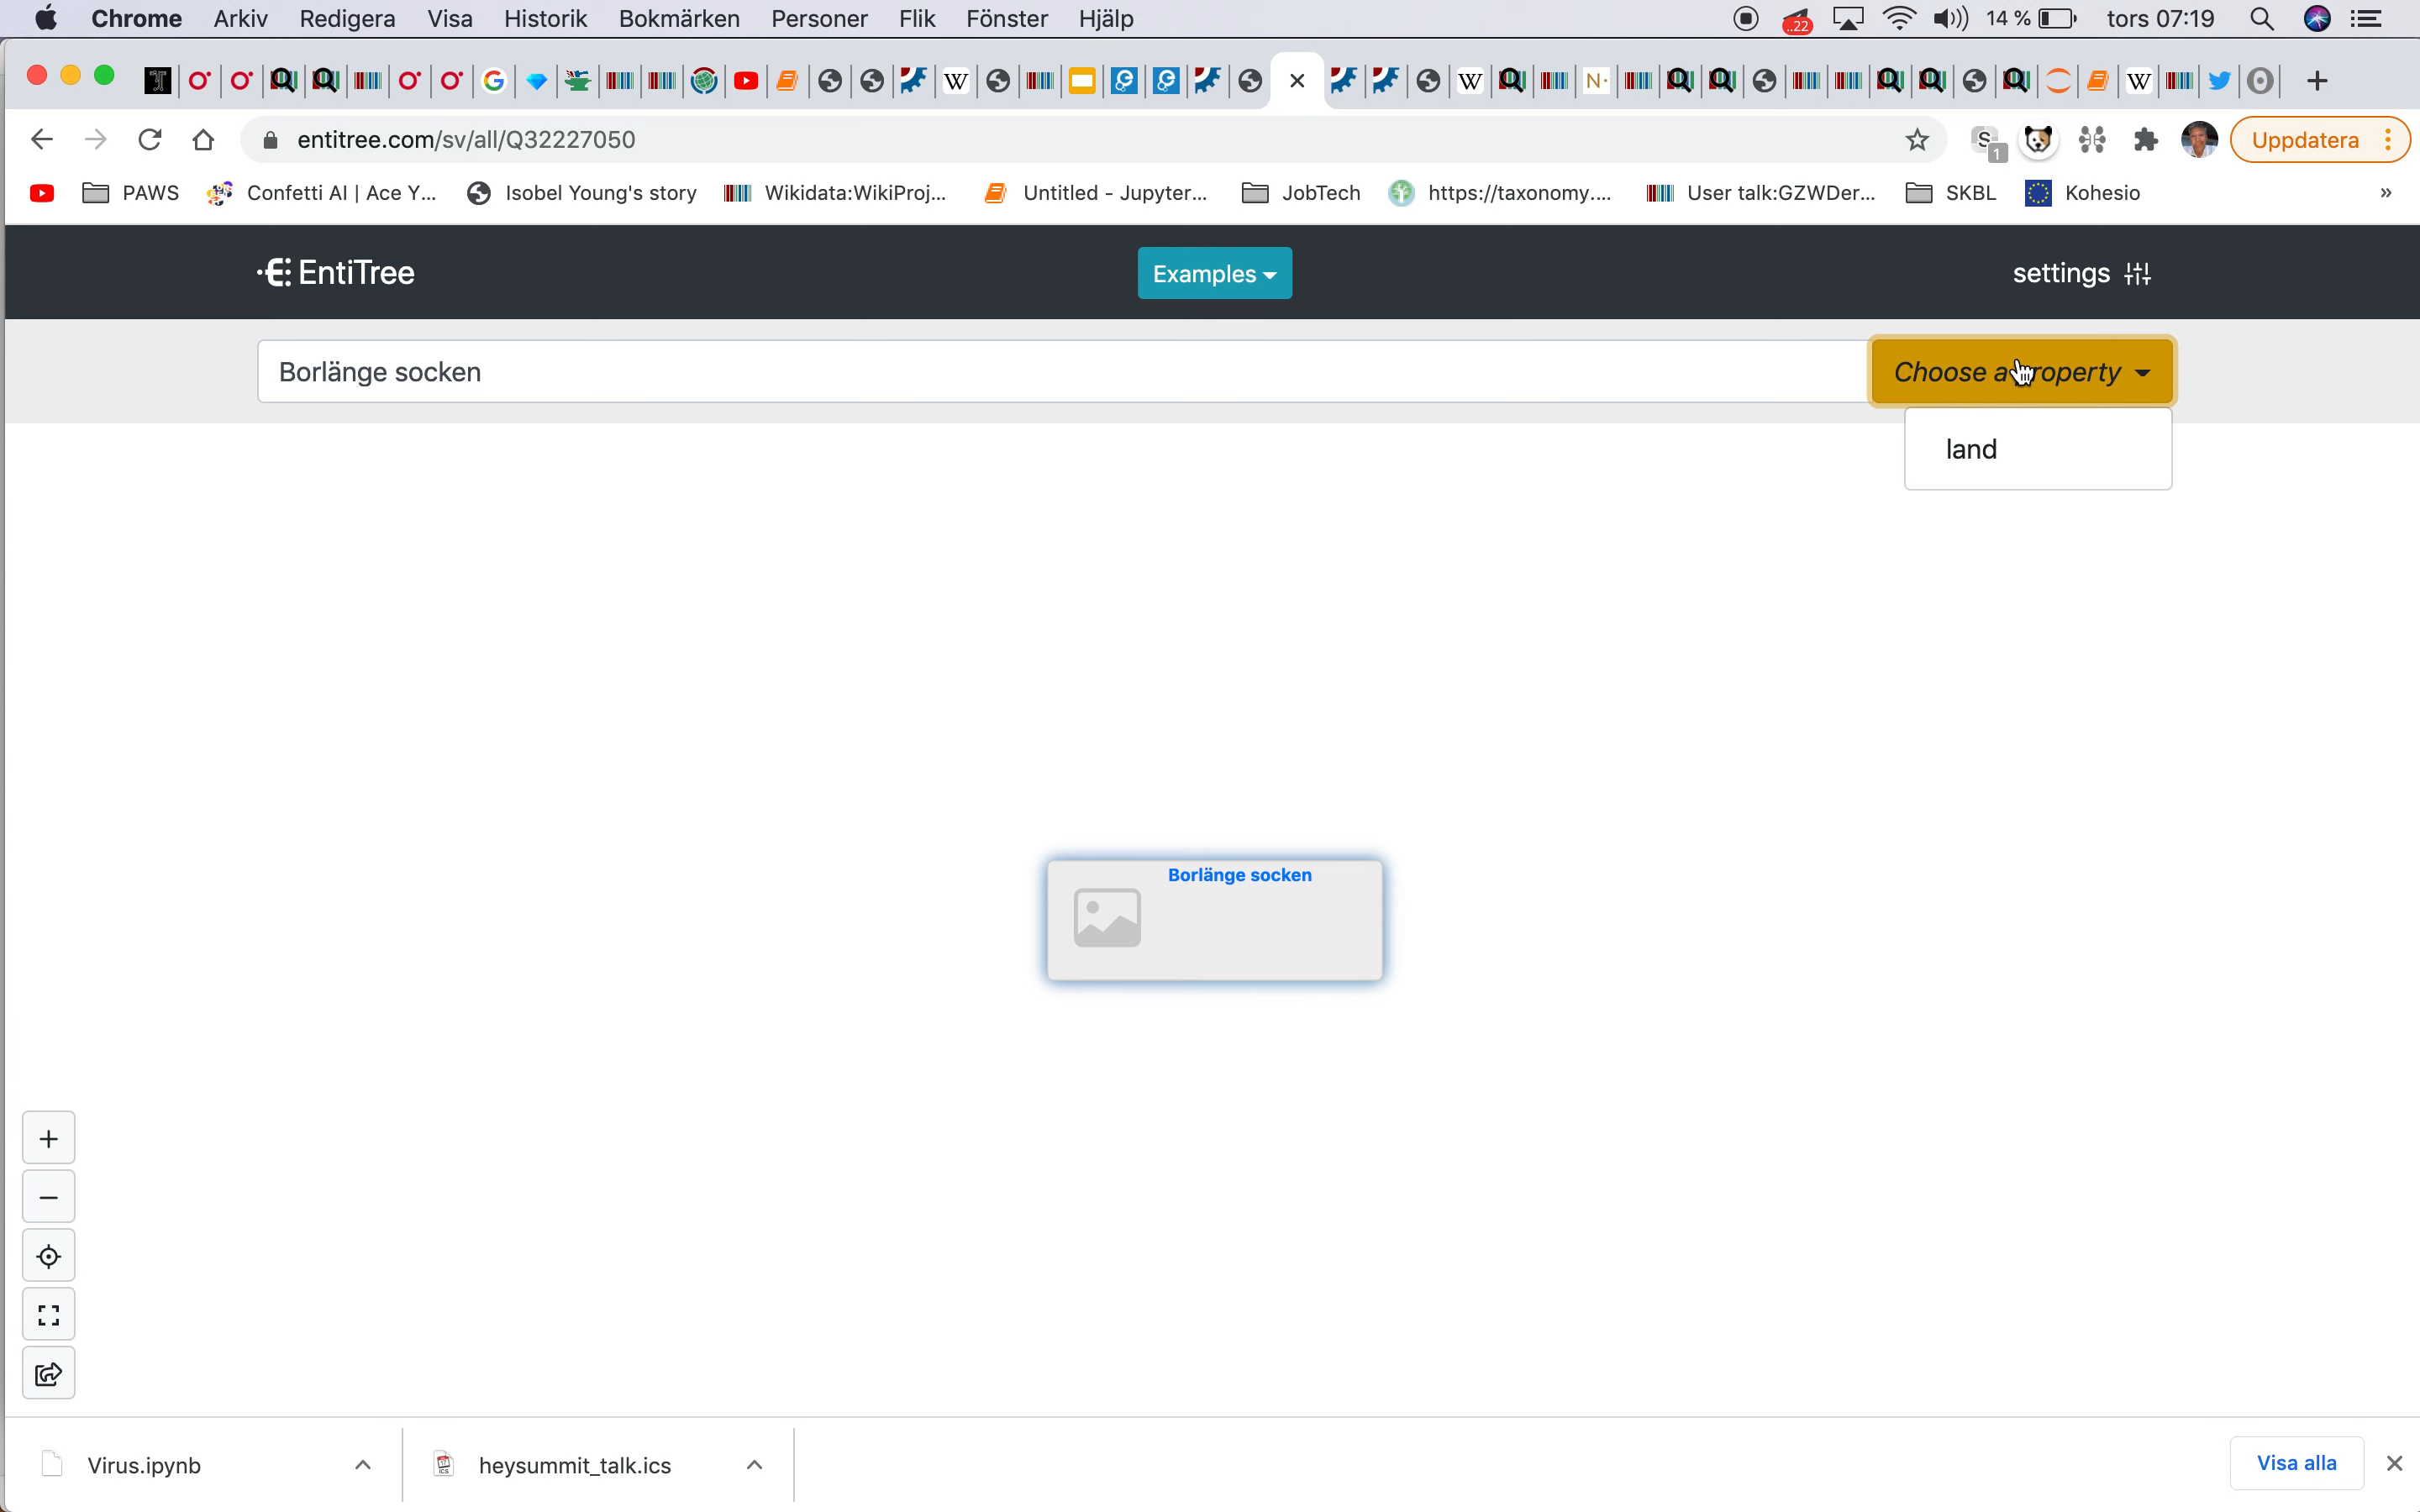 Chrome Arkiv Redigera Visa Historik Bokmärken Personer Flik Fönster Hjälp ..22 14 % tors 07:19
entitree.com/sv/all/Q32227050 S 1 Uppdatera
PAWS Confetti AI | Ace Y... Isobel Young's story Wikidata:WikiProj... Untitled - Jupyter... JobTech https://taxonomy.... User talk:GZWDer... SKBL Kohesio »
EntiTree Examples settings
Borlänge socken Choose a property
land
Borlänge socken
Virus.ipynb heysummit_talk.ics Visa alla